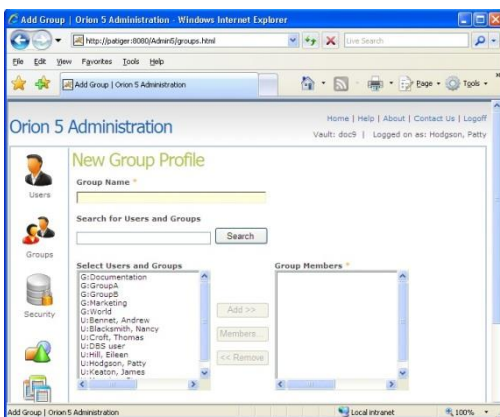 Add Group | Orion 5 Administration - Windows Internet Explorer
http://patiger:8080/Admin5/groups.html
Live Search
File Edit View Favorites Tools Help
Add Group | Orion 5 Administration
Page Tools
Orion 5 Administration
Home | Help | About | Contact Us | Logoff
Vault: doc9 | Logged on as: Hodgson, Patty
New Group Profile
Users
Group Name *
Search for Users and Groups
Search
Groups
Select Users and Groups
Group Members *
G:Documentation
G:GroupA
G:GroupB
G:Marketing
G:World
U:Bennet, Andrew
U:Blacksmith, Nancy
U:Croft, Thomas
U:DBS user
U:Hill, Eileen
U:Hodgson, Patty
U:Keaton, James
Add >>
Members...
<< Remove
Security
Add Group | Orion 5 Administration
Local intranet
100%